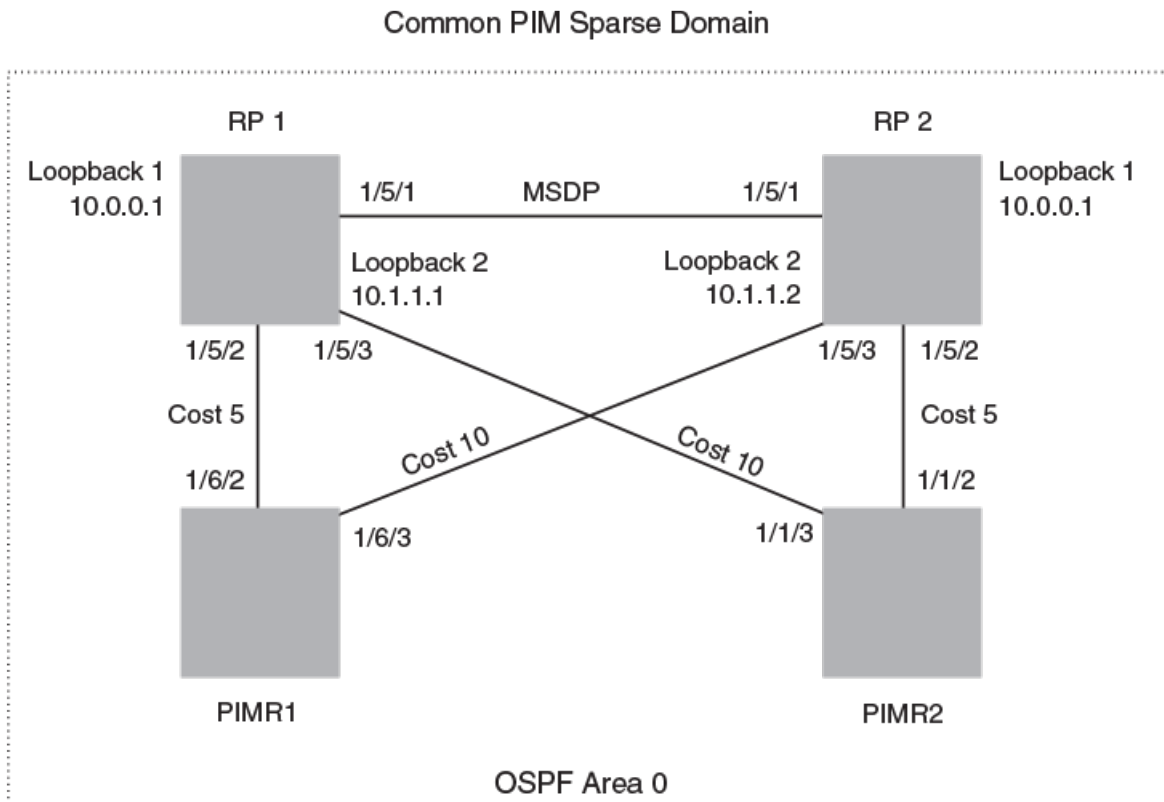 Common PIM Sparse Domain
RP 1
RP 2
Loopback 1
10.0.0.1
1/5/1
MSDP
1/5/1
Loopback 1
10.0.0.1
Loopback 2
10.1.1.1
Loopback 2
10.1.1.2
1/5/2
1/5/3
1/5/3
1/5/2
Cost 5
Cost 10
Cost 10
Cost 5
1/6/2
1/1/2
1/6/3
1/1/3
PIMR1
PIMR2
OSPF Area 0